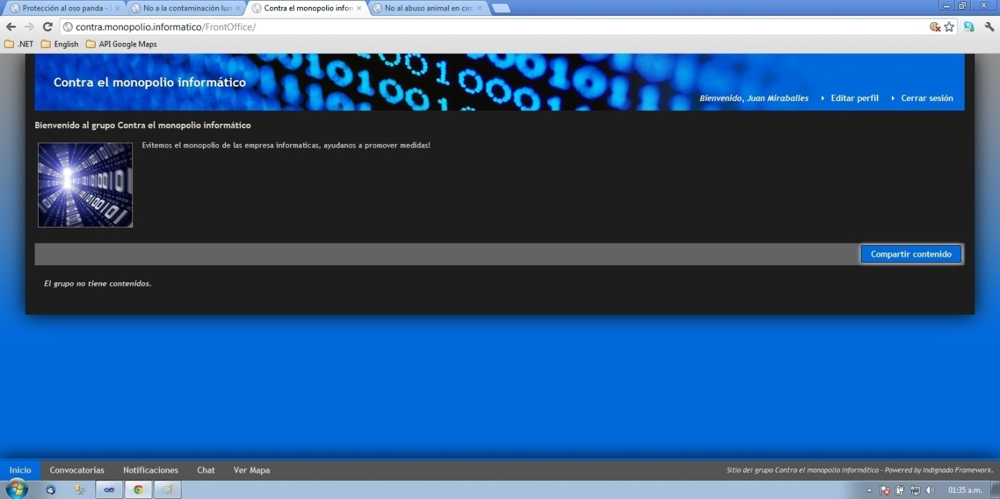 Protección al oso panda -
No a la contaminación lun
Contra el monopolio infor
No al abuso animal en circ
contra.monopolio.informatico/FrontOffice/
.NET English API Google Maps
Contra el monopolio informático
Bienvenido, Juan Miraballes Editar perfil Cerrar sesión
Bienvenido al grupo Contra el monopolio informático
Evitemos el monopolio de las empresa informaticas, ayudanos a promover medidas!
Compartir contenido
El grupo no tiene contenidos.
Inicio Convocatorias Notificaciones Chat Ver Mapa
Sitio del grupo Contra el monopolio informático - Powered by Indignado Framework.
01:35 a.m.